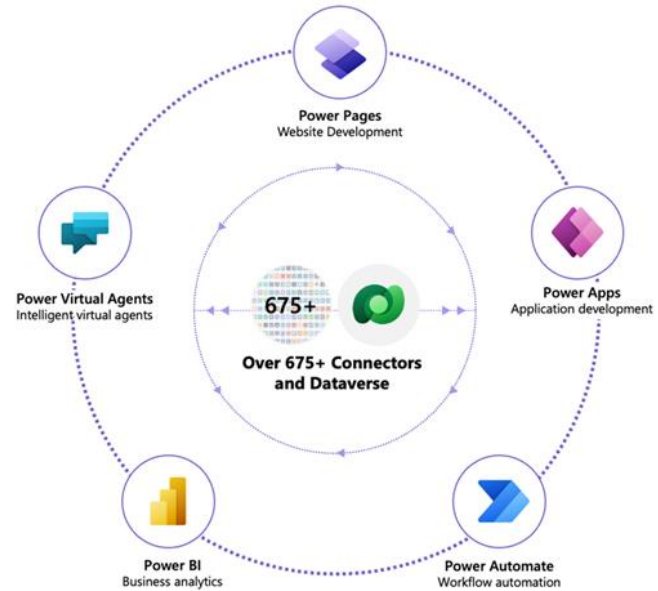 Power Pages
Website Development
Power Virtual Agents
Intelligent virtual agents
Power Apps
Application development
675+
Over 675+ Connectors
and Dataverse
Power BI
Business analytics
Power Automate
Workflow automation